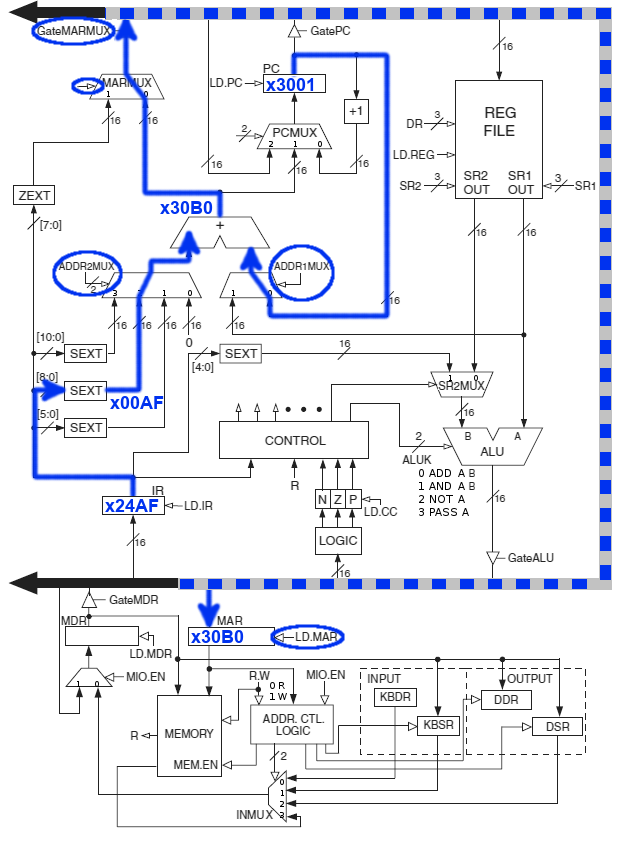 GateMARMUX
GatePC
16
MARMUX
1 0
16 16
PC
LD.PC
x3001
+1
2
PCMUX
2 1 0
16 16 16
REG
FILE
DR 3
LD.REG
SR2 3
SR2 SR1
OUT OUT
3 SR1
16 16
ZEXT
[7:0]
x30B0
+
ADDR2MUX
2
3 2 1 0
16 16 16
0
ADDR1MUX
1 0
16
16
[10:0]
SEXT
[8:0]
SEXT
x00AF
[5:0]
SEXT
[4:0]
SEXT
16
1 0
SR2MUX
16
CONTROL
R
N Z P
LD.CC
LOGIC
16
2
ALUK
B A
ALU
0 ADD A B
1 AND A B
2 NOT A
3 PASS A
16
GateALU
IR
x24AF
LD.IR
16
GateMDR
MDR
LD.MDR
MIO.EN
1 0
MAR
x30B0
LD.MAR
R.W
0 R
1 W
MIO.EN
R
MEMORY
MEM.EN
ADDR. CTL.
LOGIC
2
INPUT
KBDR
KBSR
OUTPUT
DDR
DSR
INMUX
0
1
2
3